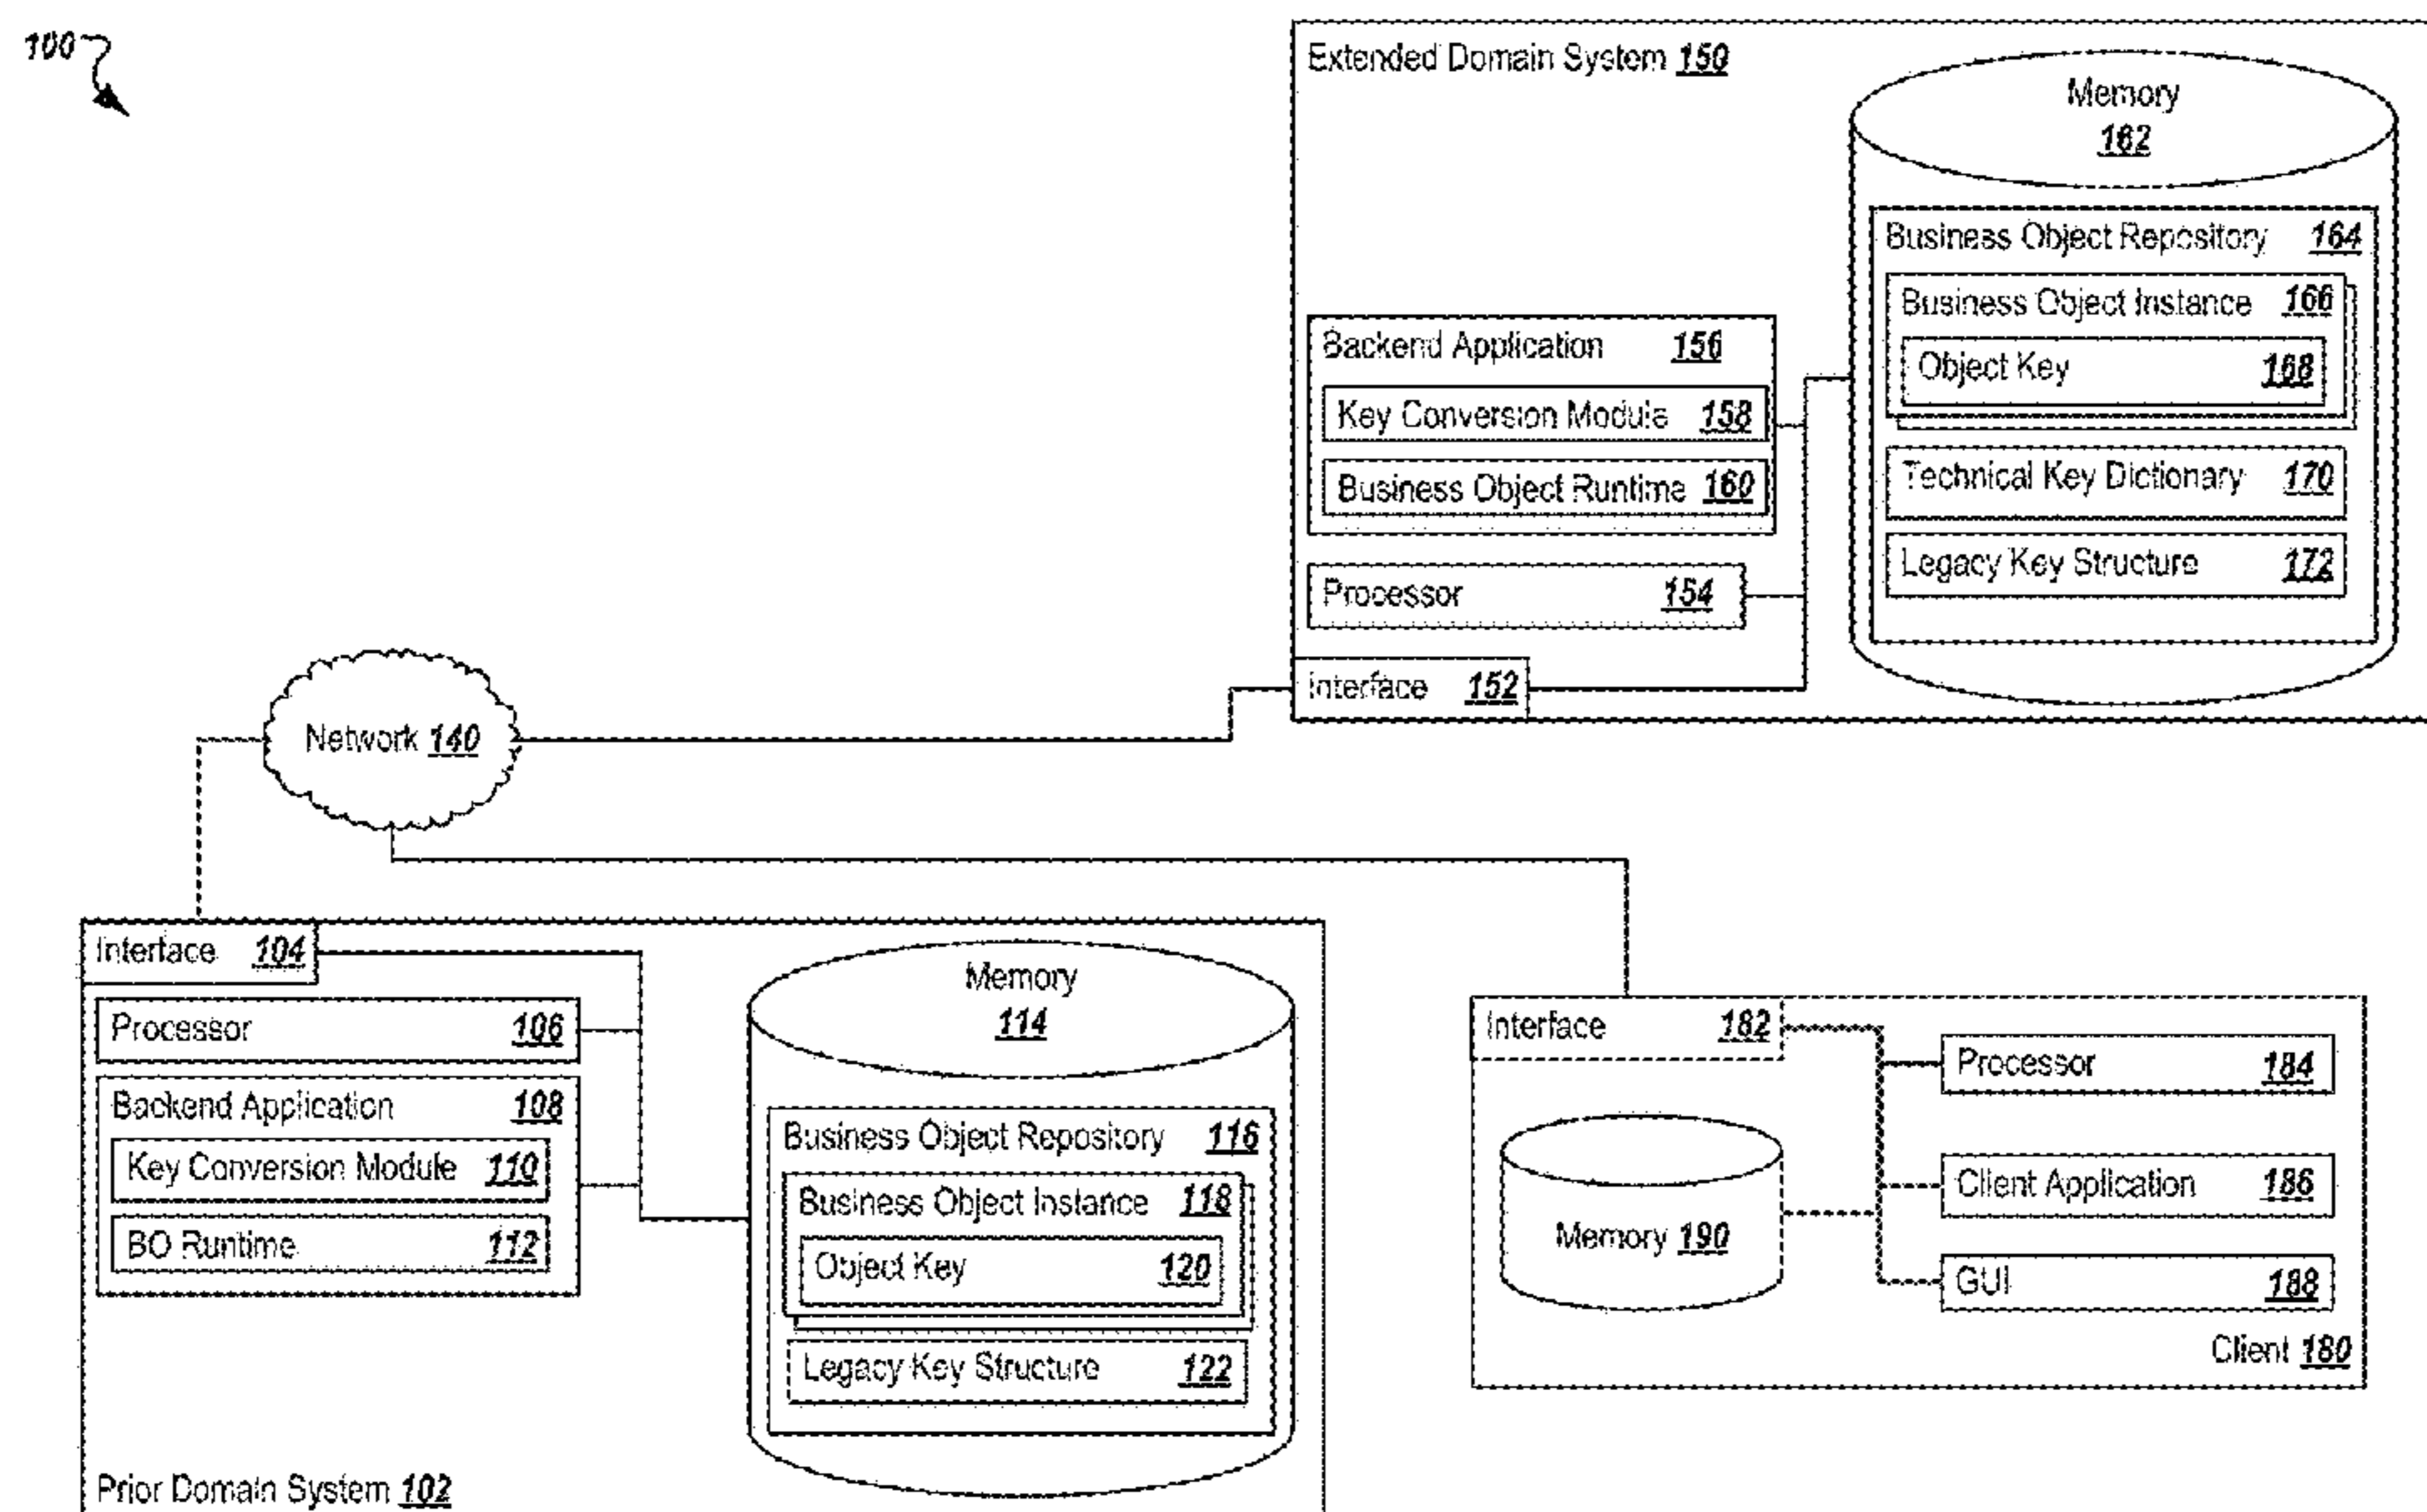 100
Extended Domain System 150
Memory
162
Business Object Repository 164
Business Object Instance 166
Object Key 168
Technical Key Dictionary 170
Legacy Key Structure 172
Backend Application 156
Key Conversion Module 158
Business Object Runtime 160
Processor 154
Interface 152
Network 140
Interface 104
Processor 106
Backend Application 108
Key Conversion Module 110
BO Runtime 112
Memory
114
Business Object Repository 116
Business Object Instance 118
Object Key 120
Legacy Key Structure 122
Prior Domain System 102
Interface 182
Processor 184
Client Application 186
GUI 188
Memory 190
Client 180